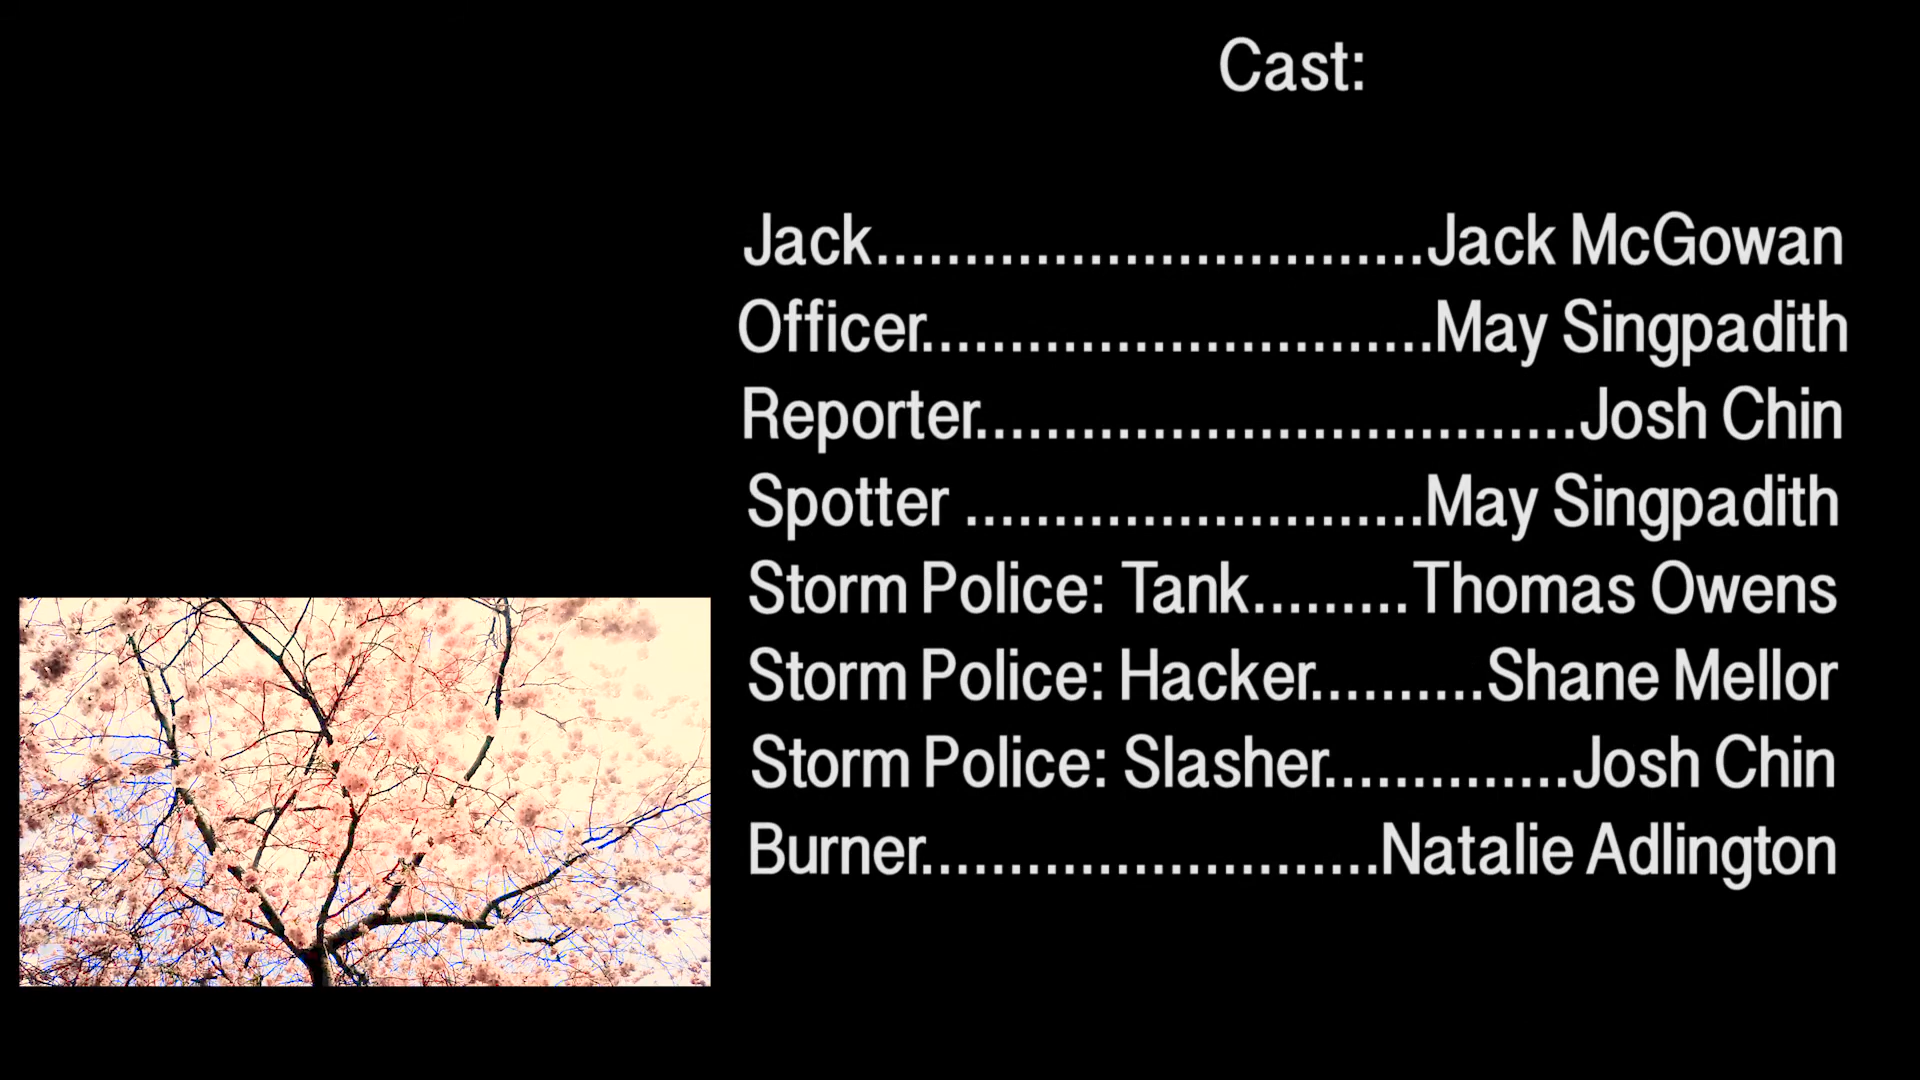 Cast:
Jack...............................Jack McGowan
Officer.............................May Singpadith
Reporter..................................Josh Chin
Spotter ..........................May Singpadith
Storm Police: Tank.........Thomas Owens
Storm Police: Hacker..........Shane Mellor
Storm Police: Slasher..............Josh Chin
Burner..........................Natalie Adlington